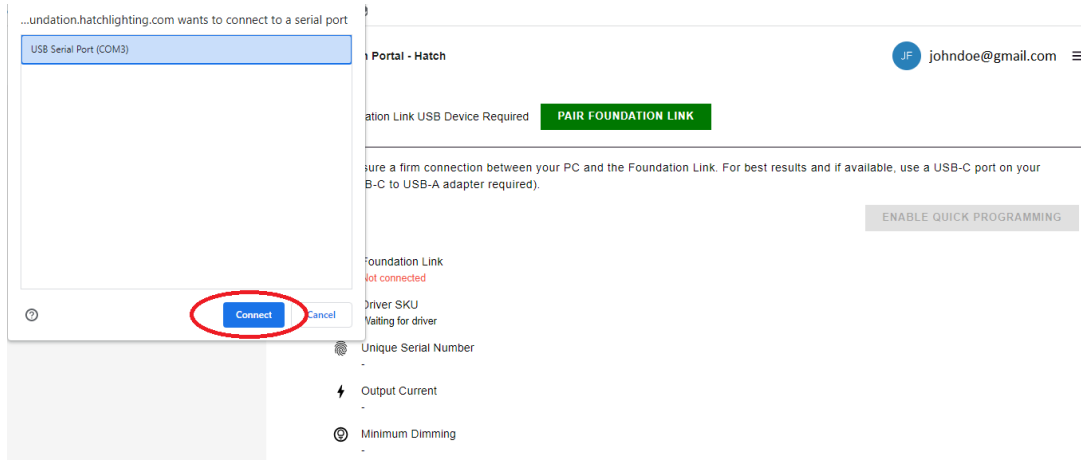 ...undation.hatchlighting.com wants to connect to a serial port
USB Serial Port (COM3)
Connect
Cancel
Portal - Hatch
JF
johndoe@gmail.com
ation Link USB Device Required
PAIR FOUNDATION LINK
sure a firm connection between your PC and the Foundation Link. For best results and if available, use a USB-C port on your
B-C to USB-A adapter required).
ENABLE QUICK PROGRAMMING
Foundation Link
Not connected
Driver SKU
Waiting for driver
Unique Serial Number
-
Output Current
-
Minimum Dimming
-